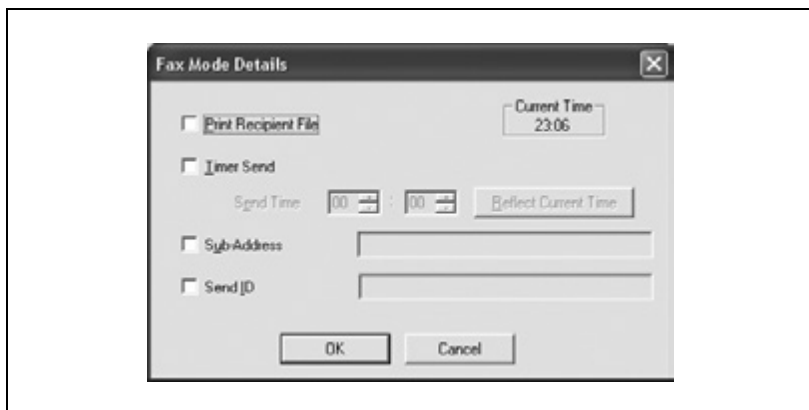 Fax Mode Details
Current Time
Print Recipient File
23:06
Timer Send
Send Time 00 : 00 Reflect Current Time
Sub-Address
Send ID
OK Cancel